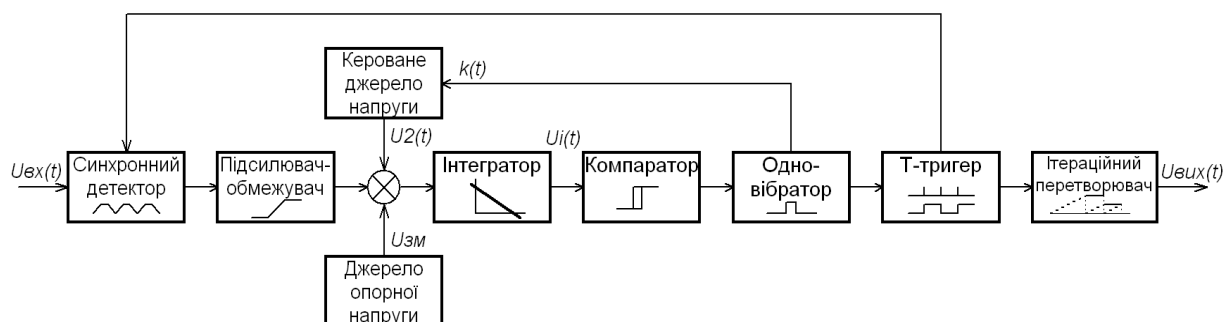 Кероване
джерело
напруги
k(t)
U2(t)
Ui(t)
Uвх(t)
Синхронний
детектор
Підсилювач-
обмежувач
Інтегратор
Компаратор
Одно-
вібратор
Т-тригер
Ітераційний
перетворювач
Uвих(t)
Uзм
Джерело
опорної
напруги